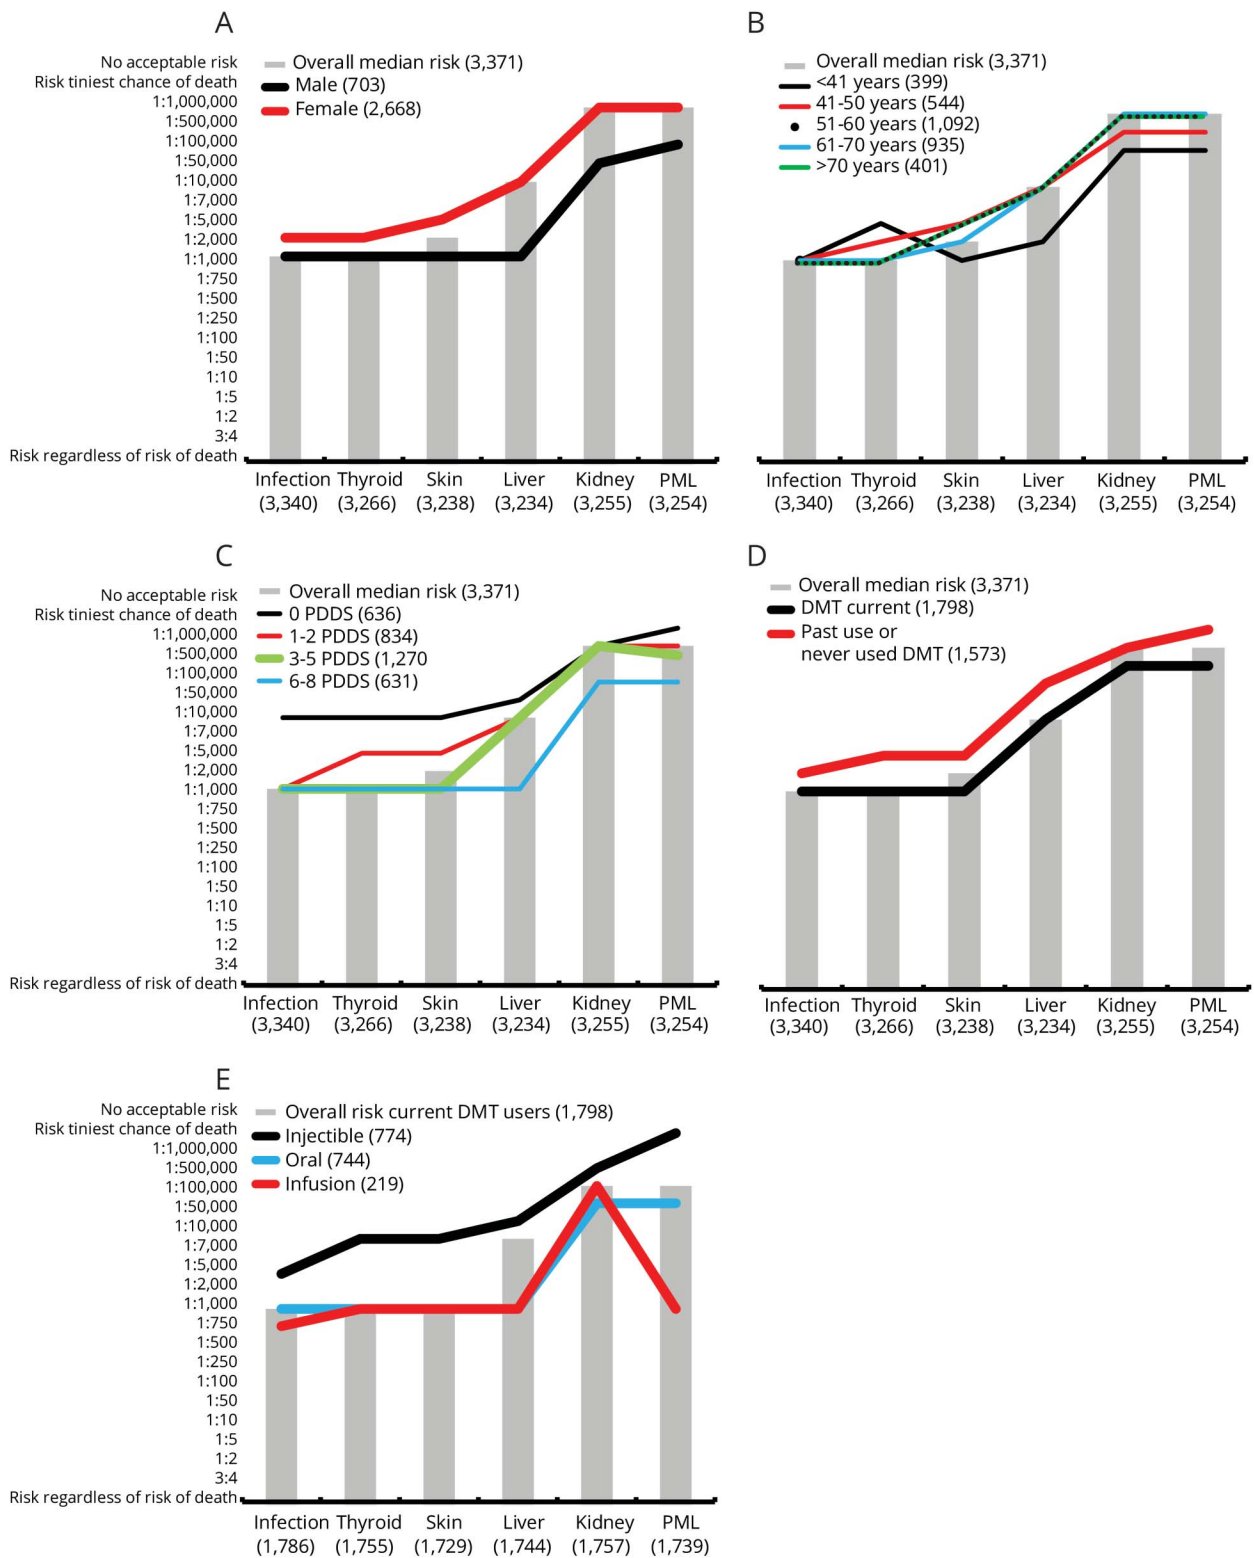 A
No acceptable risk
Risk tiniest chance of death
1:1,000,000
1:500,000
1:100,000
1:50,000
1:10,000
1:7,000
1:5,000
1:2,000
1:1,000
1:750
1:500
1:250
1:100
1:50
1:10
1:5
1:2
3:4
Risk regardless of risk of death
Overall median risk (3,371)
Male (703)
Female (2,668)
Infection Thyroid Skin Liver Kidney PML
(3,340) (3,266) (3,238) (3,234) (3,255) (3,254)
B
Overall median risk (3,371)
<41 years (399)
41-50 years (544)
51-60 years (1,092)
61-70 years (935)
>70 years (401)
Infection Thyroid Skin Liver Kidney PML
(3,340) (3,266) (3,238) (3,234) (3,255) (3,254)
C
No acceptable risk
Risk tiniest chance of death
1:1,000,000
1:500,000
1:100,000
1:50,000
1:10,000
1:7,000
1:5,000
1:2,000
1:1,000
1:750
1:500
1:250
1:100
1:50
1:10
1:5
1:2
3:4
Risk regardless of risk of death
Overall median risk (3,371)
0 PDDS (636)
1-2 PDDS (834)
3-5 PDDS (1,270
6-8 PDDS (631)
Infection Thyroid Skin Liver Kidney PML
(3,340) (3,266) (3,238) (3,234) (3,255) (3,254)
D
Overall median risk (3,371)
DMT current (1,798)
Past use or
never used DMT (1,573)
Infection Thyroid Skin Liver Kidney PML
(3,340) (3,266) (3,238) (3,234) (3,255) (3,254)
E
No acceptable risk
Risk tiniest chance of death
1:1,000,000
1:500,000
1:100,000
1:50,000
1:10,000
1:7,000
1:5,000
1:2,000
1:1,000
1:750
1:500
1:250
1:100
1:50
1:10
1:5
1:2
3:4
Risk regardless of risk of death
Overall risk current DMT users (1,798)
Injectible (774)
Oral (744)
Infusion (219)
Infection Thyroid Skin Liver Kidney PML
(1,786) (1,755) (1,729) (1,744) (1,757) (1,739)